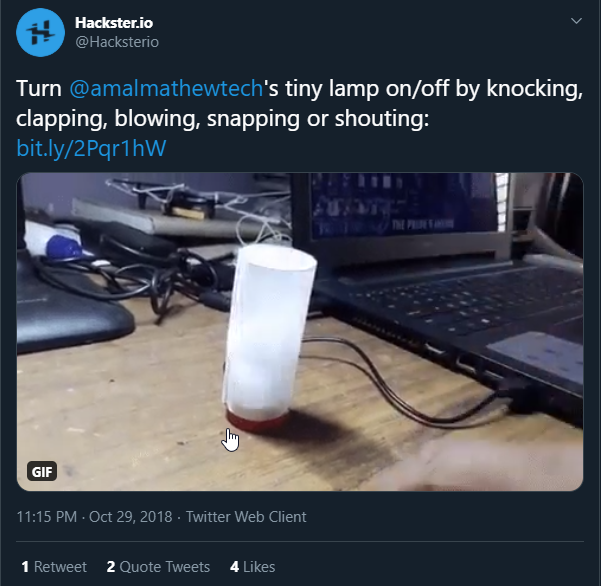 Hackster.io
@Hacksterio
Turn @amalmathewtech's tiny lamp on/off by knocking,
clapping, blowing, snapping or shouting:
bit.ly/2Pqr1hW
GIF
11:15 PM · Oct 29, 2018 · Twitter Web Client
1 Retweet 2 Quote Tweets 4 Likes